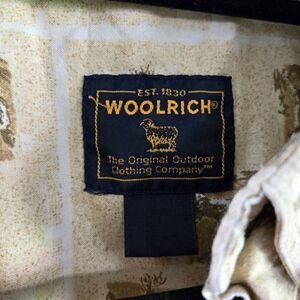 EST. 1830
WOOLRICH®
The Original Outdoor
Clothing Company™